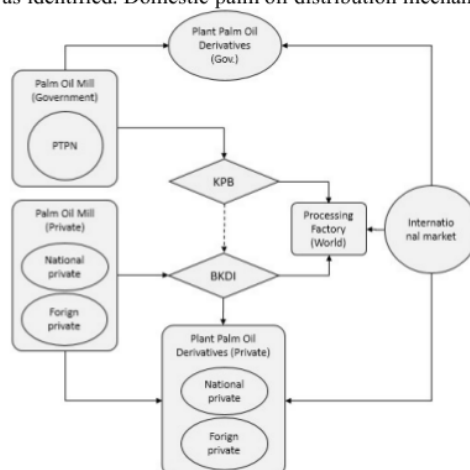 as identified. Domestic palm oil distribution mechan
Plant Palm Oil
Derivatives
(Gov.)
Palm Oil Mill
(Government)
PTPN
KPB
Palm Oil Mill
(Private)
National
private
Forign
private
Processing
Factory
(World)
Internatio
nal market
BKDI
Plant Palm Oil
Derivatives (Private)
National
private
Forign
private